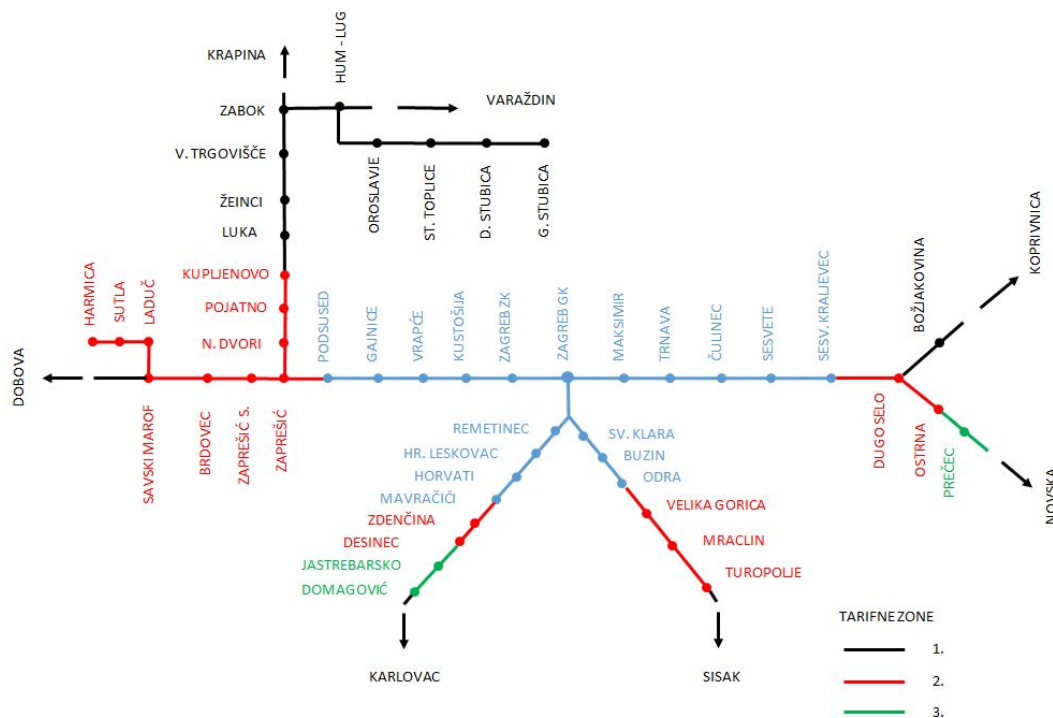 KRAPINA
HUM - LUG
ZABOK
VARAŽDIN
V. TRGOVIŠČE
OROSLAVJE
ST. TOPLICE
D. STUBICA
G. STUBICA
ŽEINCI
LUKA
KUPLJENOVO
POJATNO
N. DVORI
HARMICA
SUTLA
LADUČ
DOBOVA
SAVSKI MAROF
BRDOVEC
ZAPREŠIĆ S.
ZAPREŠIĆ
PODSUSED
GAJNICE
VRAPČE
KUSTOŠIJA
ZAGREB ZK
ZAGREB GK
MAKSIMIR
TRNAVA
ČULINEC
SESVETE
SESV. KRALJEVEC
BOŽJAKOVINA
KOPRIVNICA
DUGO SELO
OSTRNA
PREČEC
NOVSKA
REMETINEC
HR. LESKOVAC
HORVATI
MAVRAČIĆI
ZDENČINA
DESINEC
JASTREBARSKO
DOMAGOVIĆ
KARLOVAC
SV. KLARA
BUZIN
ODRA
VELIKA GORICA
MRACLIN
TUROPOLJE
SISAK
TARIFNE ZONE
1.
2.
3.